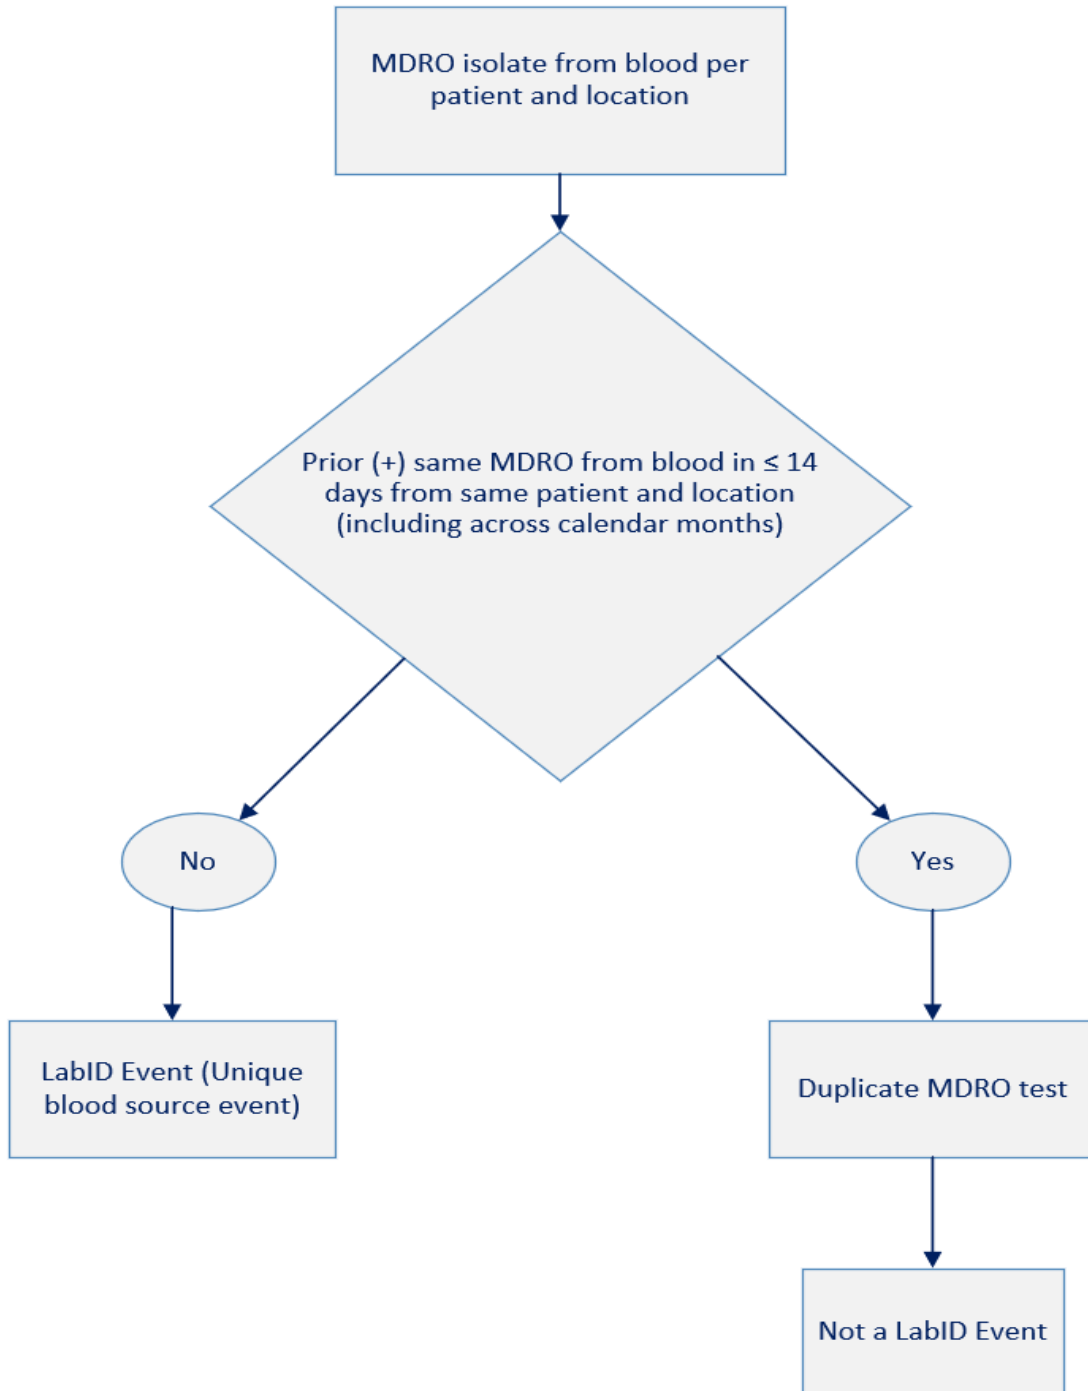 MDRO isolate from blood per
patient and location
Prior (+) same MDRO from blood in ≤ 14
days from same patient and location
(including across calendar months)
No
Yes
LabID Event (Unique
blood source event)
Duplicate MDRO test
Not a LabID Event